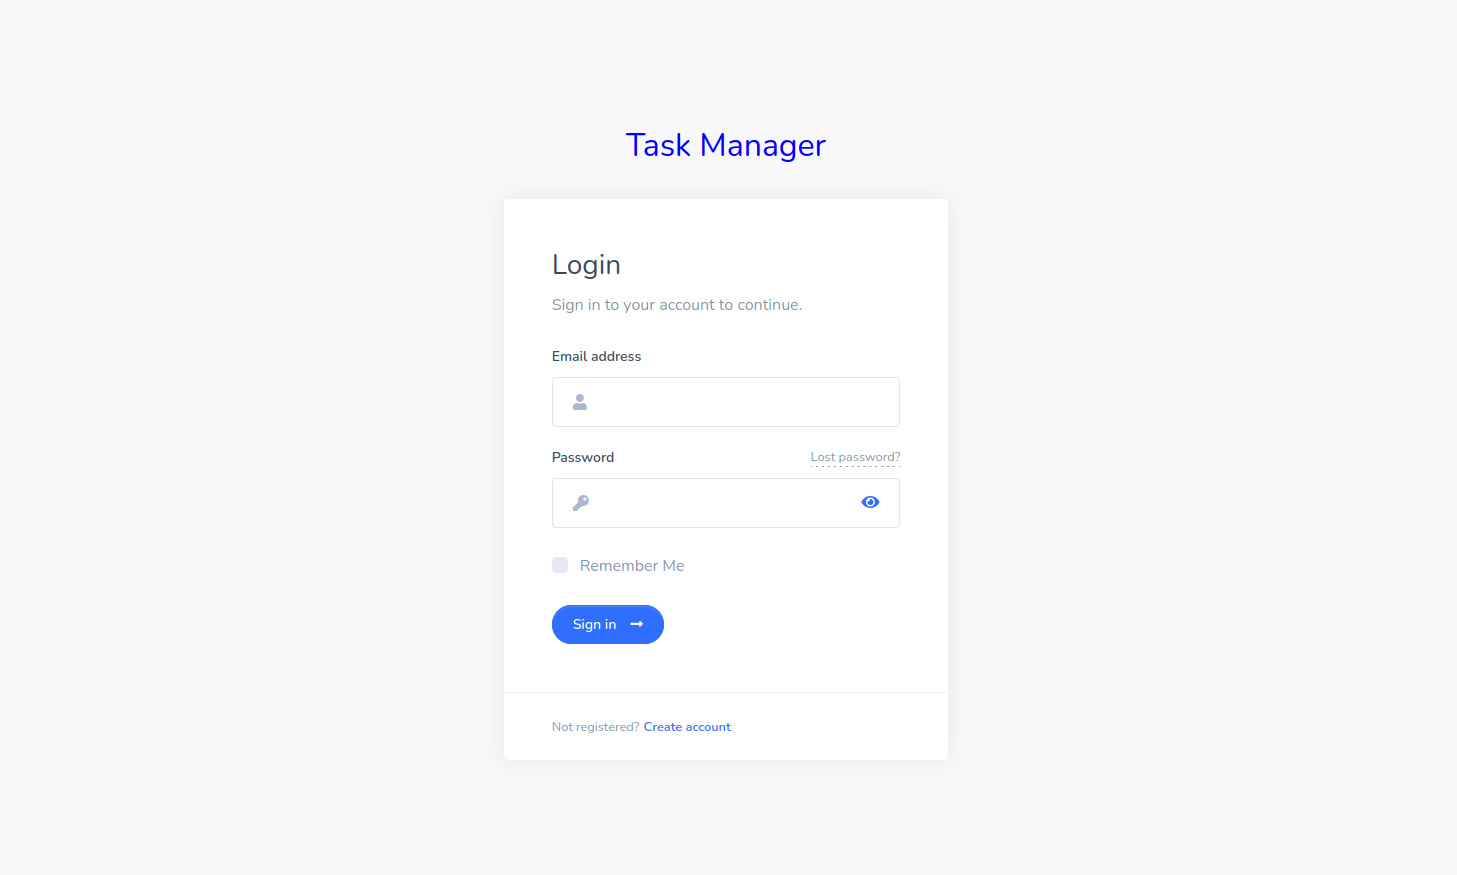 Task Manager
Login
Sign in to your account to continue.
Email address
Password Lost password?
Remember Me
Sign in
Not registered? Create account